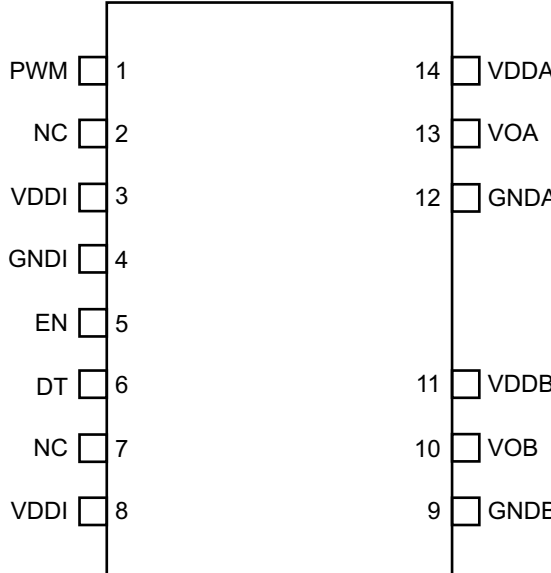 PWM 1 14 VDDA
NC 2 13 VOA
VDDI 3 12 GNDA
GNDI 4
EN 5
DT 6 11 VDDB
NC 7 10 VOB
VDDI 8 9 GNDB